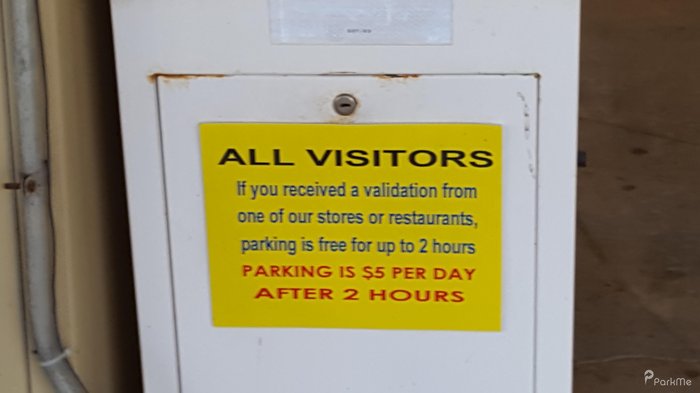 ALL VISITORS
If you received a validation from
one of our stores or restaurants,
parking is free for up to 2 hours
PARKING IS $5 PER DAY
AFTER 2 HOURS
ParkMe